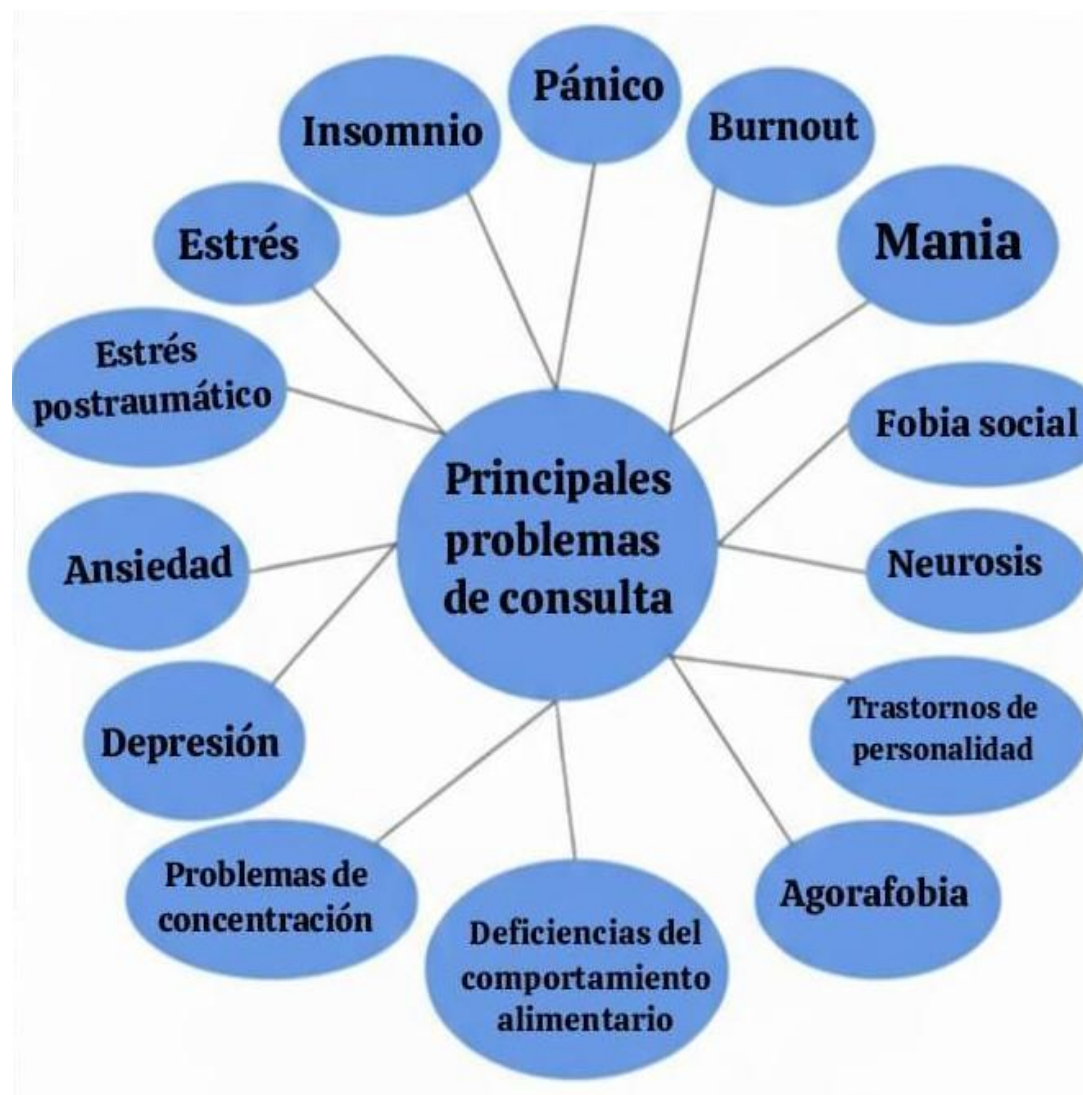 Pánico
Burnout
Insomnio
Mania
Estrés
Estrés
postraumático
Fobia social
Principales
problemas
de consulta
Ansiedad
Neurosis
Depresión
Trastornos de
personalidad
Problemas de
concentración
Agorafobia
Deficiencias del
comportamiento
alimentario